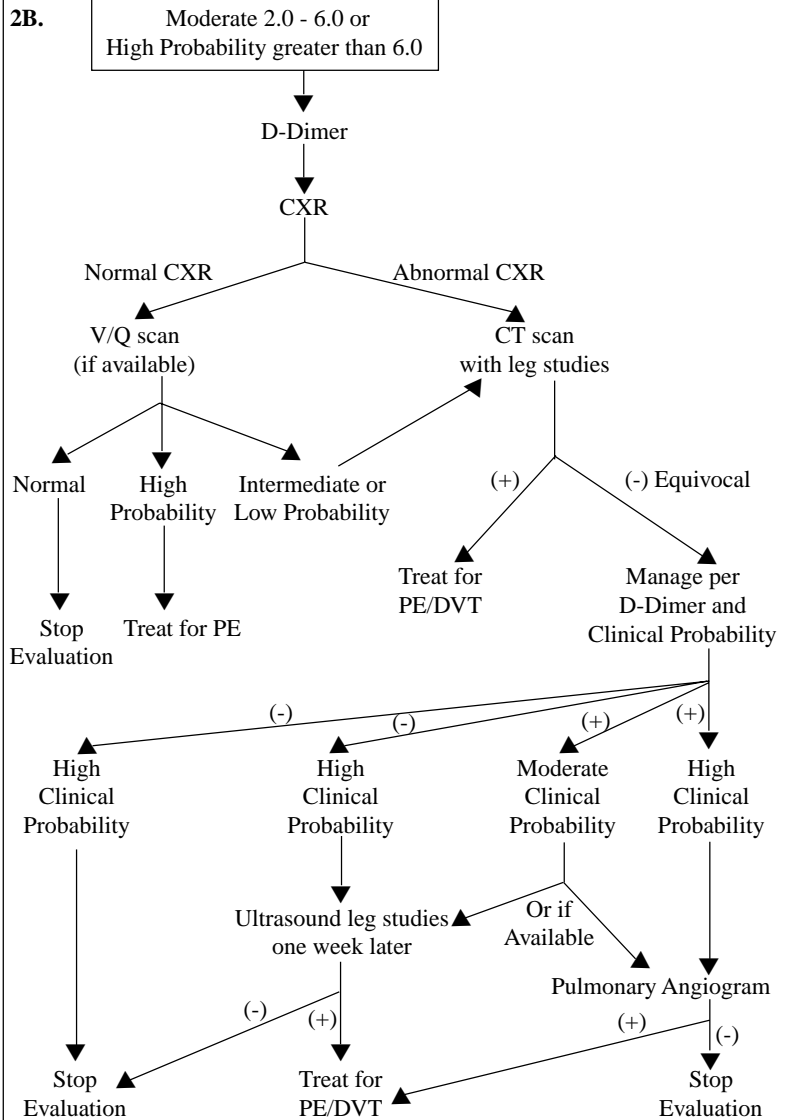 2B.
Moderate 2.0 - 6.0 or
High Probability greater than 6.0
D-Dimer
CXR
Normal CXR
Abnormal CXR
V/Q scan
(if available)
CT scan
with leg studies
Normal
High
Probability
Intermediate or
Low Probability
(+)
(-) Equivocal
Stop
Evaluation
Treat for PE
Treat for
PE/DVT
Manage per
D-Dimer and
Clinical Probability
(-)
(-)
(+)
(+)
High
Clinical
Probability
High
Clinical
Probability
Moderate
Clinical
Probability
High
Clinical
Probability
Ultrasound leg studies
one week later
Or if
Available
Pulmonary Angiogram
(-)
(+)
(+)
(-)
Stop
Evaluation
Treat for
PE/DVT
Stop
Evaluation